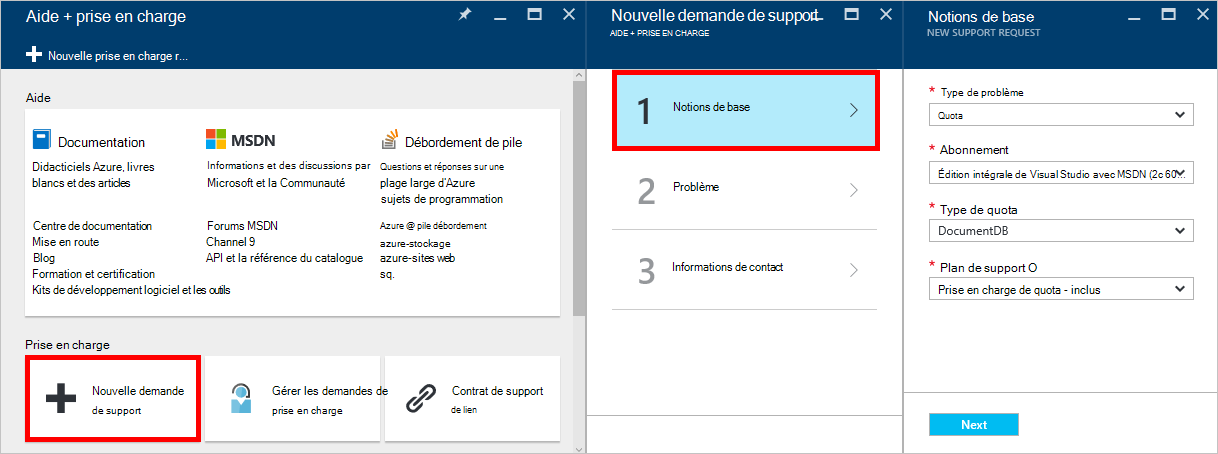 Aide + prise en charge
Nouvelle prise en charge r...
Aide
Documentation
Didacticiels Azure, livres
blancs et des articles
Centre de documentation
Mise en route
Blog
Formation et certification
Kits de développement logiciel et les outils
MSDN
Informations et des discussions par
Microsoft et la Communauté
Forums MSDN
Channel 9
API et la référence du catalogue
Débordement de pile
Questions et réponses sur une
plage large d'Azure
sujets de programmation
Azure @ pile débordement
azure-stockage
azure-sites web
sq.
Prise en charge
Nouvelle demande
de support
Gérer les demandes de
prise en charge
Contrat de support
de lien
Nouvelle demande de support
AIDE + PRISE EN CHARGE
1 Notions de base
2 Problème
3 Informations de contact
Notions de base
NEW SUPPORT REQUEST
* Type de problème
Quota
* Abonnement
Édition intégrale de Visual Studio avec MSDN (2c 60...
* Type de quota
DocumentDB
* Plan de support O
Prise en charge de quota - inclus
Next